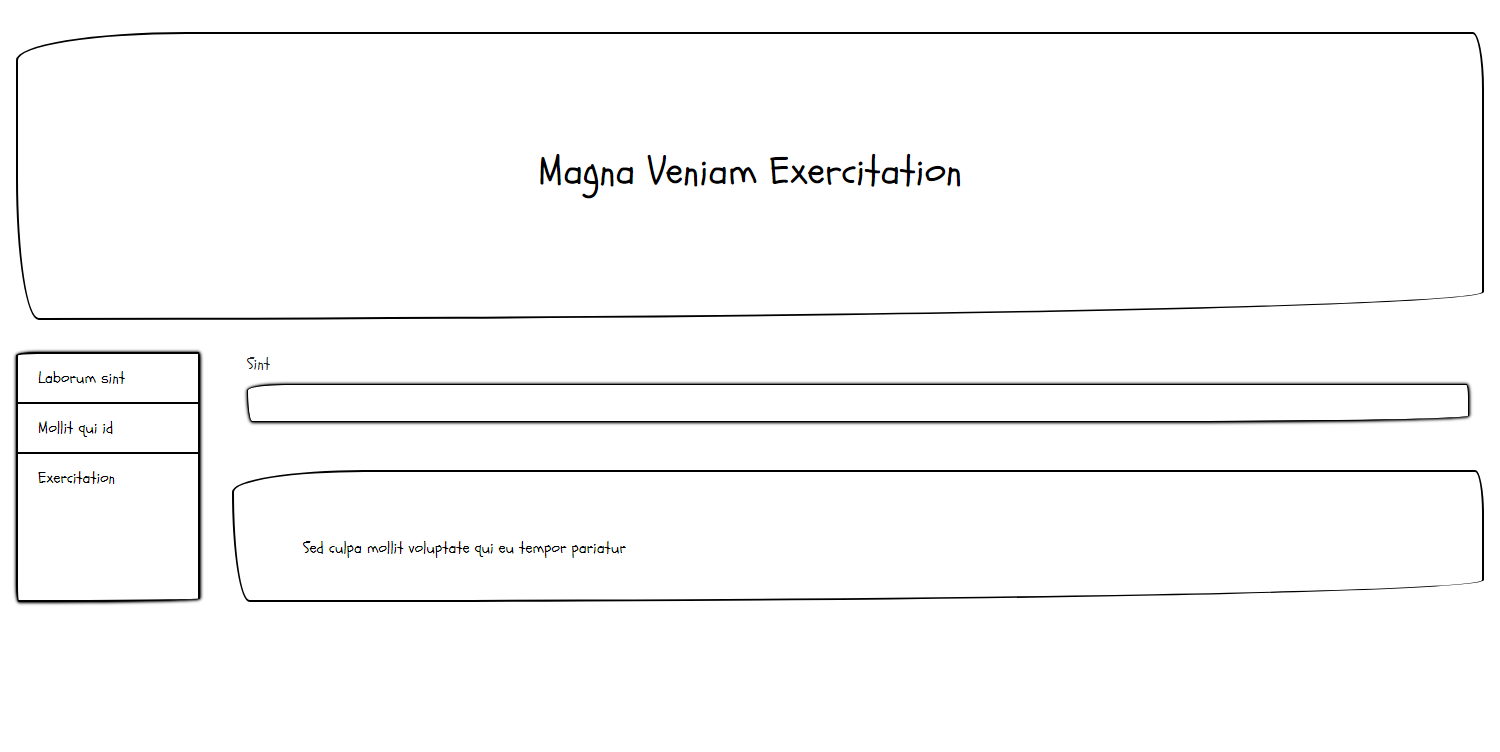 Magna Veniam Exercitation
Laborum sint
Mollit qui id
Exercitation
Sint
Sed culpa mollit voluptate qui eu tempor pariatur